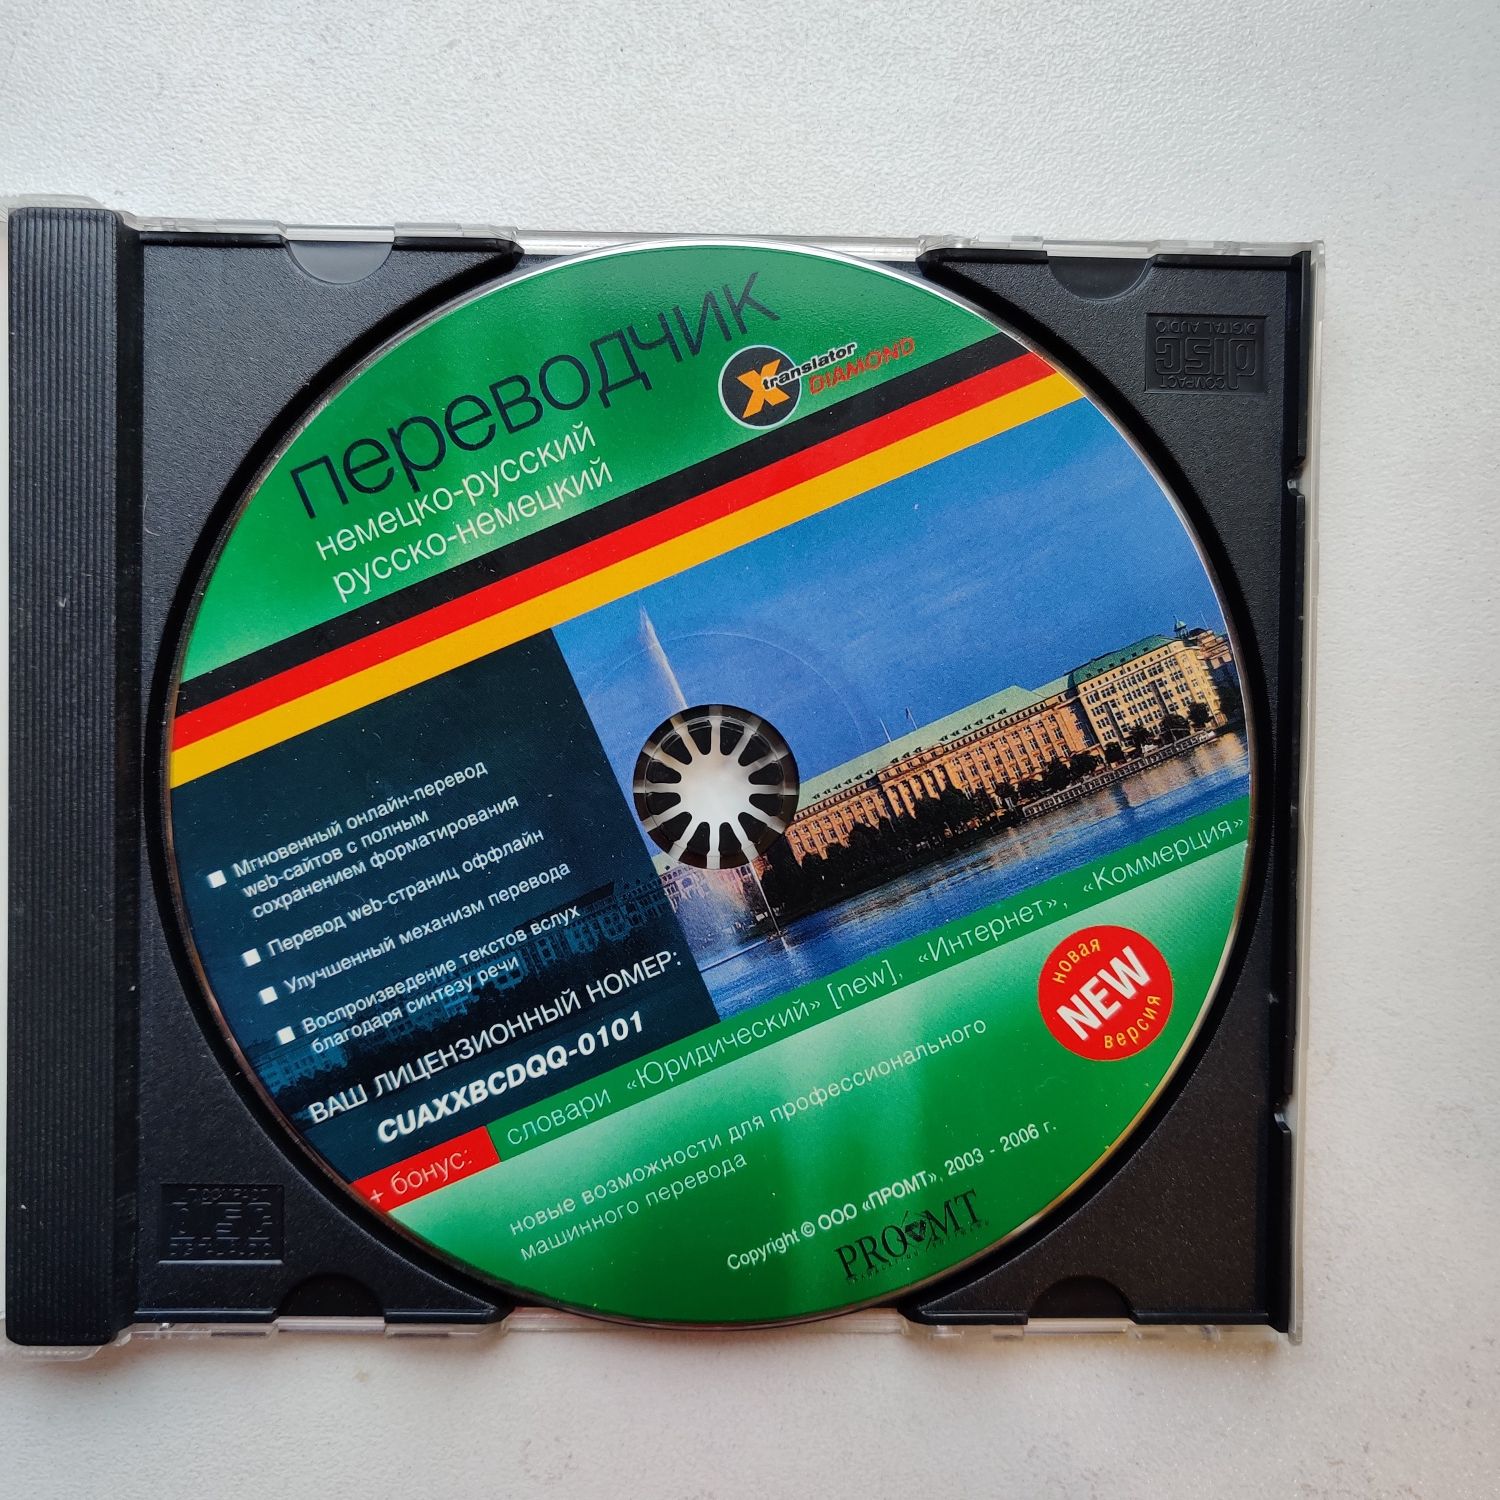 переводчик
Xtranslator
DIAMOND
немецко-русский
русско-немецкий
Мгновенный онлайн-перевод
web-сайтов с полным
сохранением форматирования
Перевод web-страниц оффлайн
Улучшенный механизм перевода
Воспроизведение текстов вслух
благодаря синтезу речи
ВАШ ЛИЦЕНЗИОННЫЙ НОМЕР:
CUAXXBCDQQ-0101
+ бонус: словари «Юридический» [new], «Интернет», «Коммерция»
новая
NEW
версия
новые возможности для профессионального
машинного перевода
Copyright © ООО «ПРОМТ», 2003 - 2006 г.
PROMT
COMPACT
disc
DIGITAL AUDIO